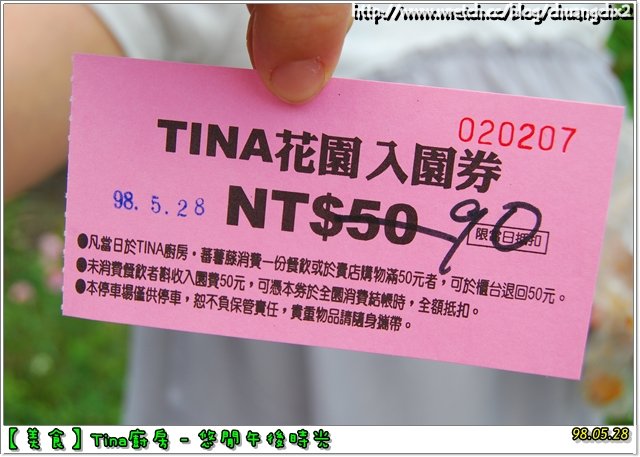 http://www.wretch.cc/blog/chuangchx2
020207
TINA花園入園券
98.5.28
NT$50 90
限當日抵扣
●凡當日於TINA廚房,蕃薯藤消費一份餐飲或於賣店購物滿50元者,可於櫃台退回50元。
●未消費餐飲者斟收入園費50元,可憑本券於全園消費結帳時,全額抵扣。
●本停車場僅供停車,恕不負保管責任,貴重物品請隨身攜帶。
【美食】Tina廚房 - 悠閒午後時光
98.05.28